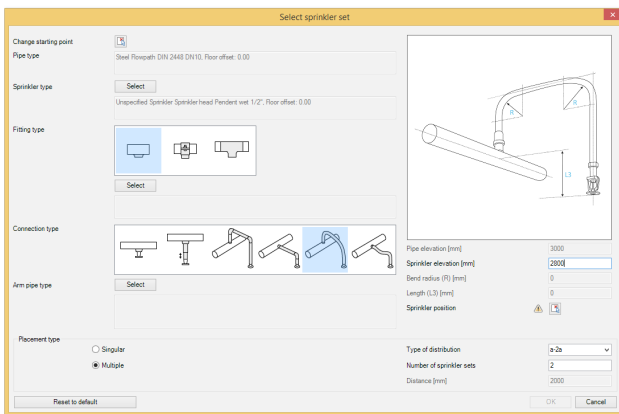 Select sprinkler set
Change starting point
Pipe type
Steel Flowpath DIN 2448 DN10, Floor offset: 0.00
Sprinkler type
Select
Unspecified Sprinkler Sprinkler head Pendent wet 1/2". Floor offset: 0.00
Fitting type
Select
Connection type
Arm pipe type
Select
R
R
L3
Pipe elevation [mm] 3000
Sprinkler elevation [mm] 2800
Bend radius (R) [mm] 0
Length (L3) [mm] 0
Sprinkler position
Placement type
Singular
Multiple
Type of distribution a-2a
Number of sprinkler sets 2
Distance [mm] 2000
Reset to default
OK
Cancel